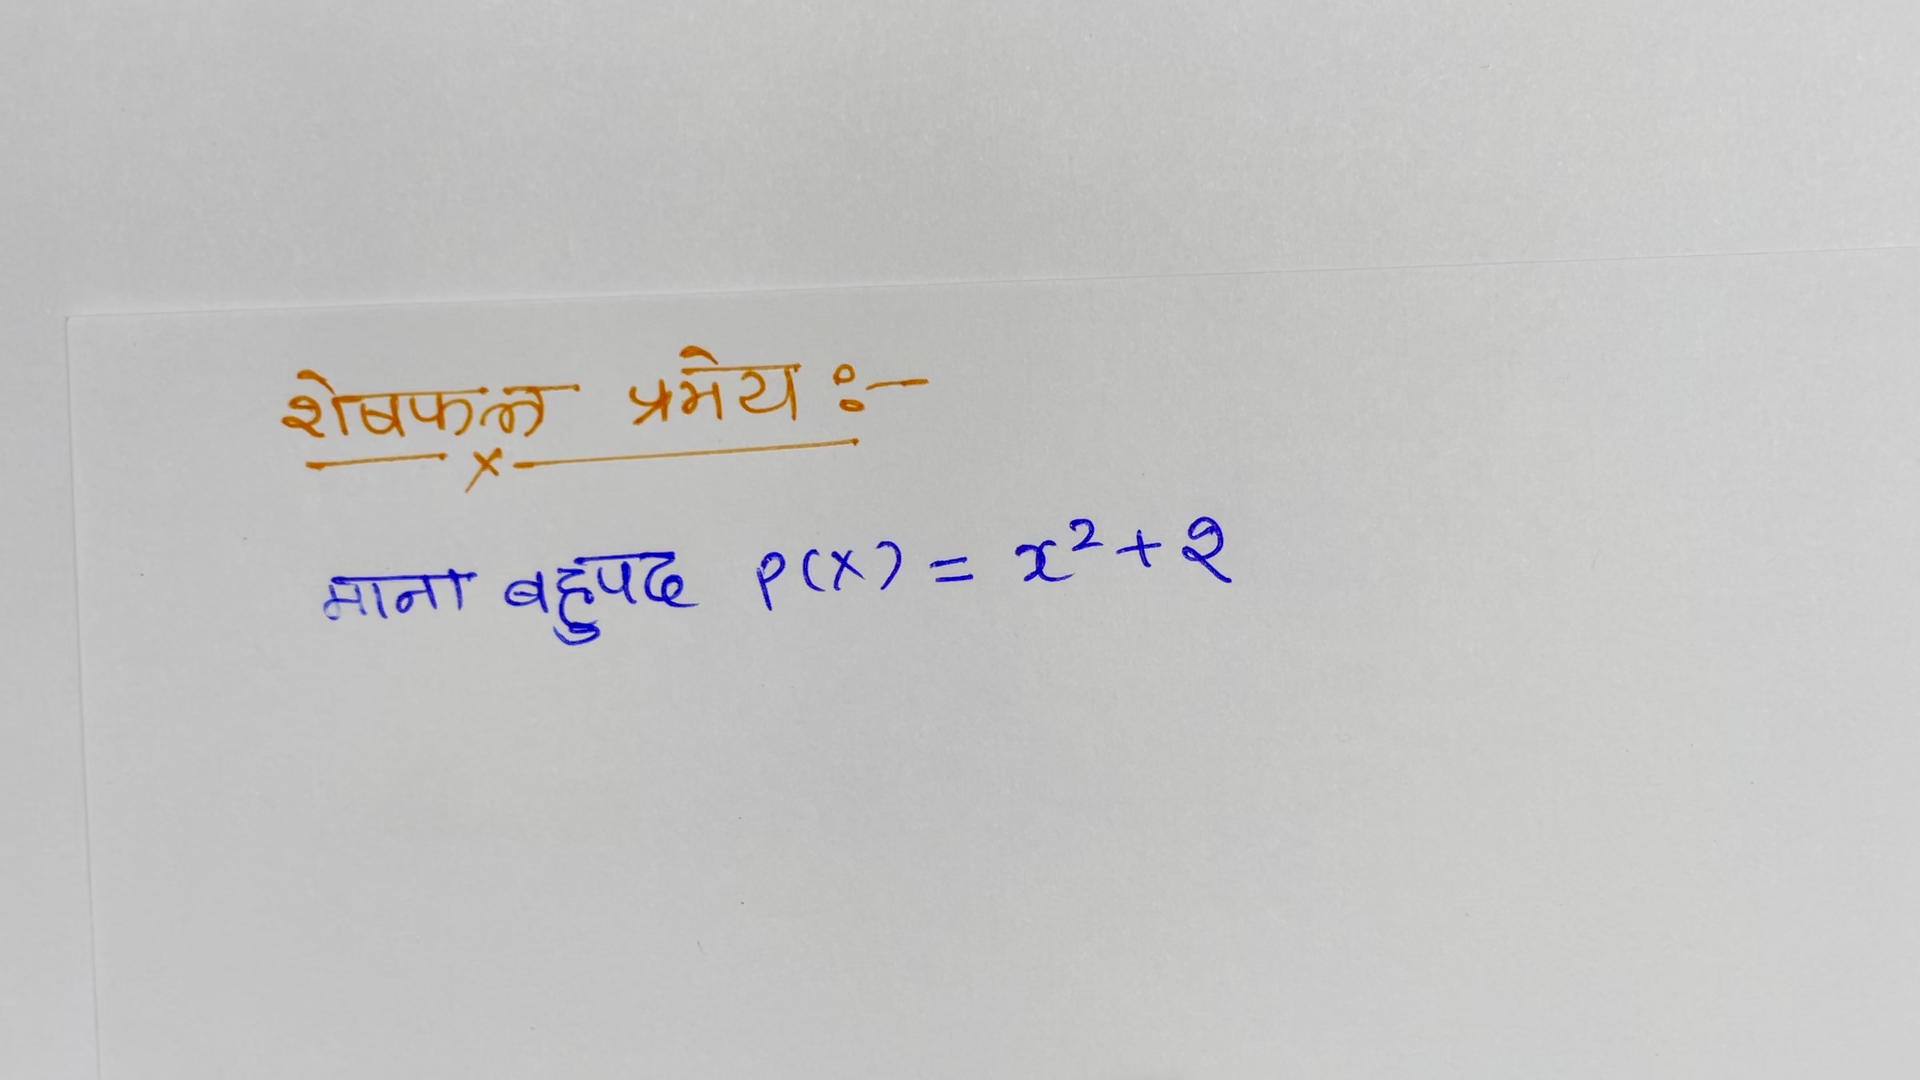 शेषफल प्रमेय :-
माना बहुपद P(x) = x² + 2